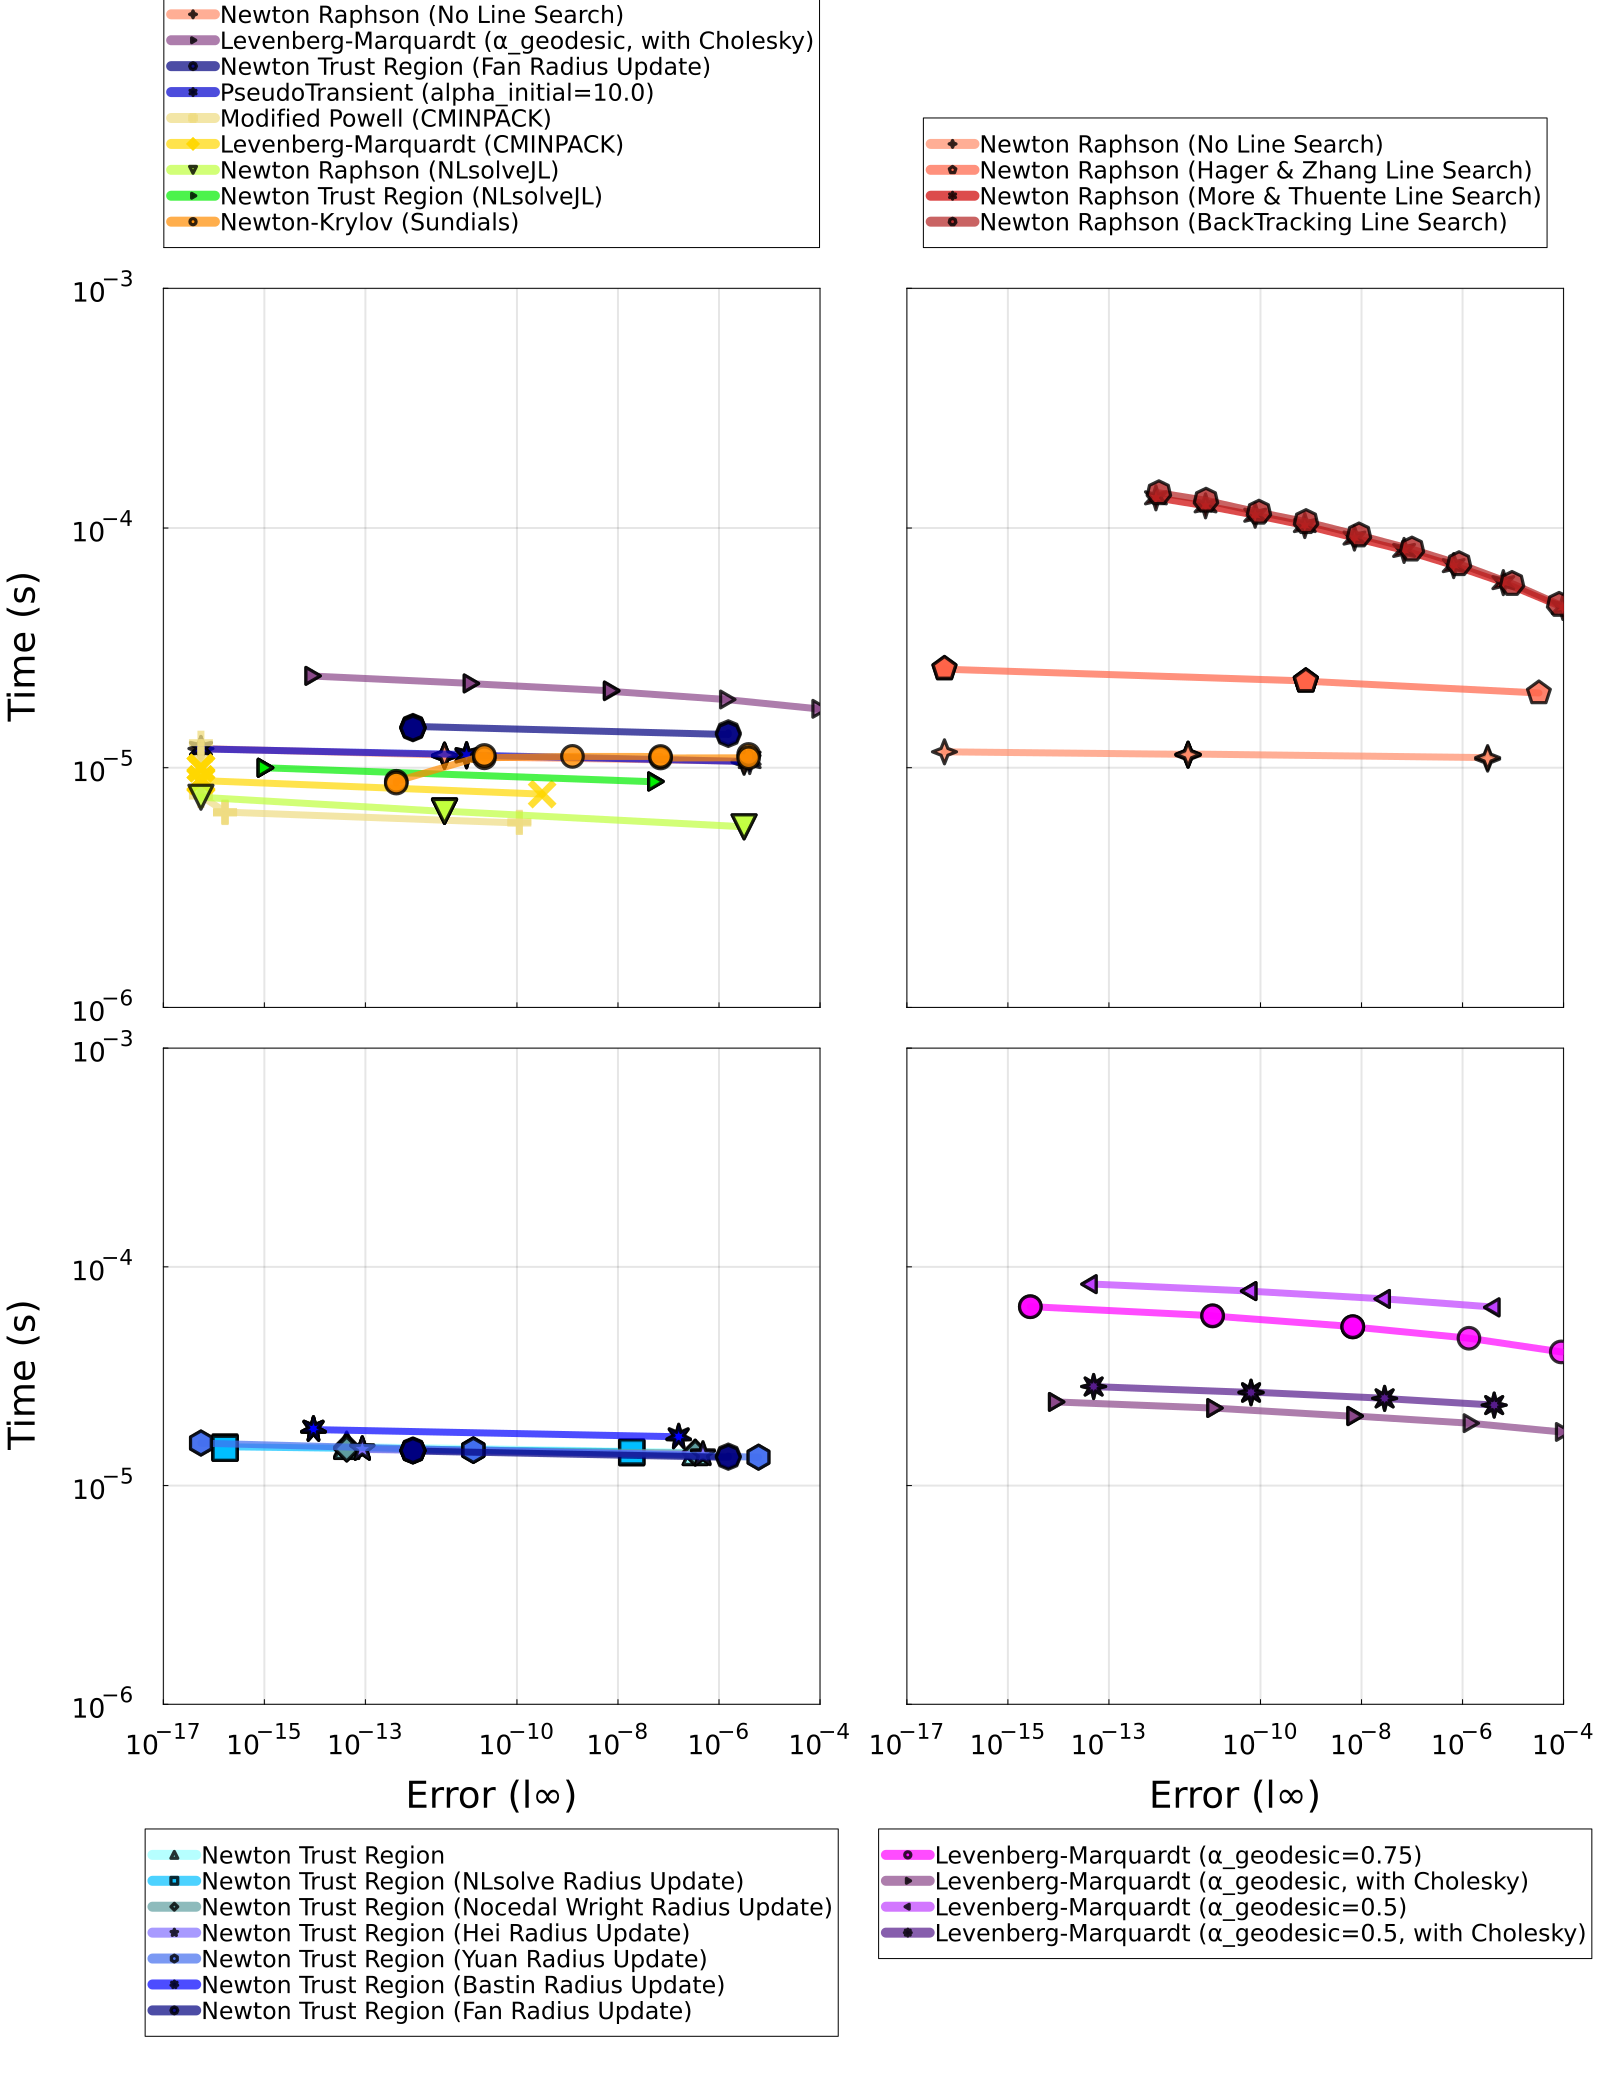 Newton Raphson (No Line Search)
Levenberg-Marquardt (α_geodesic, with Cholesky)
Newton Trust Region (Fan Radius Update)
PseudoTransient (alpha_initial=10.0)
Modified Powell (CMINPACK)
Levenberg-Marquardt (CMINPACK)
Newton Raphson (NLsolveJL)
Newton Trust Region (NLsolveJL)
Newton-Krylov (Sundials)
Newton Raphson (No Line Search)
Newton Raphson (Hager & Zhang Line Search)
Newton Raphson (More & Thuente Line Search)
Newton Raphson (BackTracking Line Search)
10⁻³
10⁻⁴
10⁻⁵
10⁻⁶
Time (s)
10⁻³
10⁻⁴
10⁻⁵
10⁻⁶
Time (s)
10⁻¹⁷ 10⁻¹⁵ 10⁻¹³ 10⁻¹⁰ 10⁻⁸ 10⁻⁶ 10⁻⁴
10⁻¹⁷ 10⁻¹⁵ 10⁻¹³ 10⁻¹⁰ 10⁻⁸ 10⁻⁶ 10⁻⁴
Error (l∞)
Error (l∞)
Newton Trust Region
Newton Trust Region (NLsolve Radius Update)
Newton Trust Region (Nocedal Wright Radius Update)
Newton Trust Region (Hei Radius Update)
Newton Trust Region (Yuan Radius Update)
Newton Trust Region (Bastin Radius Update)
Newton Trust Region (Fan Radius Update)
Levenberg-Marquardt (α_geodesic=0.75)
Levenberg-Marquardt (α_geodesic, with Cholesky)
Levenberg-Marquardt (α_geodesic=0.5)
Levenberg-Marquardt (α_geodesic=0.5, with Cholesky)